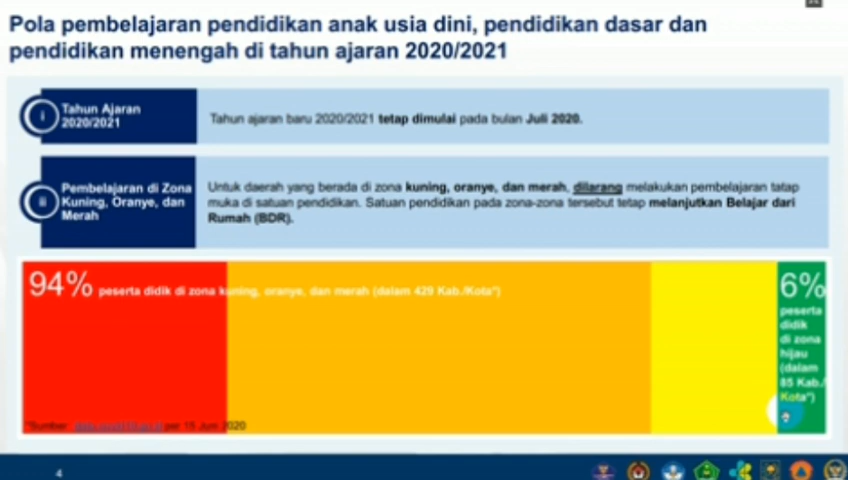 Pola pembelajaran pendidikan anak usia dini, pendidikan dasar dan
pendidikan menengah di tahun ajaran 2020/2021
i
Tahun Ajaran
2020/2021
Tahun ajaran baru 2020/2021 tetap dimulai pada bulan Juli 2020.
ii
Pembelajaran di Zona
Kuning, Oranye, dan
Merah
Untuk daerah yang berada di zona kuning, oranye, dan merah, dilarang melakukan pembelajaran tatap
muka di satuan pendidikan. Satuan pendidikan pada zona-zona tersebut tetap melanjutkan Belajar dari
Rumah (BDR).
94% peserta didik di zona kuning, oranye, dan merah (dalam 429 Kab./Kota*)
6%
peserta
didik
di zona
hijau
(dalam
85 Kab./
Kota*)
*Sumber: per 15 Juni 2020
4